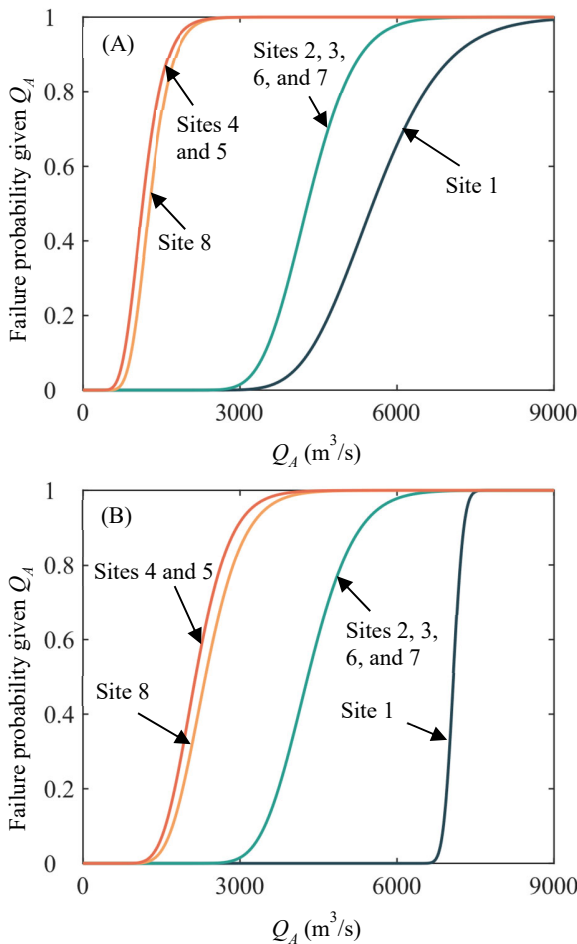 (A)
Failure probability given Q_A
1
0.8
0.6
0.4
0.2
0
Sites 2, 3,
6, and 7
Sites 4
and 5
Site 1
Site 8
0
3000
6000
9000
Q_A (m³/s)
(B)
Failure probability given Q_A
1
0.8
0.6
0.4
0.2
0
Sites 4 and 5
Sites 2, 3,
6, and 7
Site 8
Site 1
0
3000
6000
9000
Q_A (m³/s)